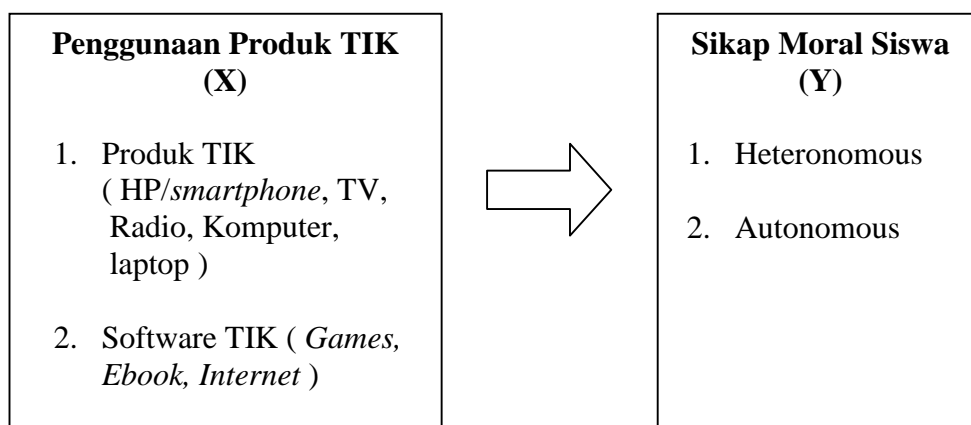 Penggunaan Produk TIK
(X)
1. Produk TIK
( HP/smartphone, TV,
Radio, Komputer,
laptop )
2. Software TIK ( Games,
Ebook, Internet )
Sikap Moral Siswa
(Y)
1. Heteronomous
2. Autonomous